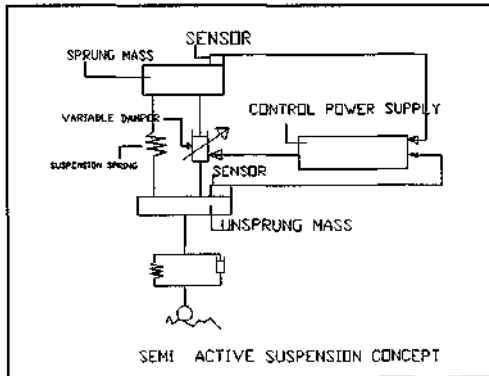 SENSOR
SPRUNG MASS
CONTROL POWER SUPPLY
VARIABLE DAMPER
SUSPENSION SPRING
SENSOR
UNSPRUNG MASS
SEMI ACTIVE SUSPENSION CONCEPT